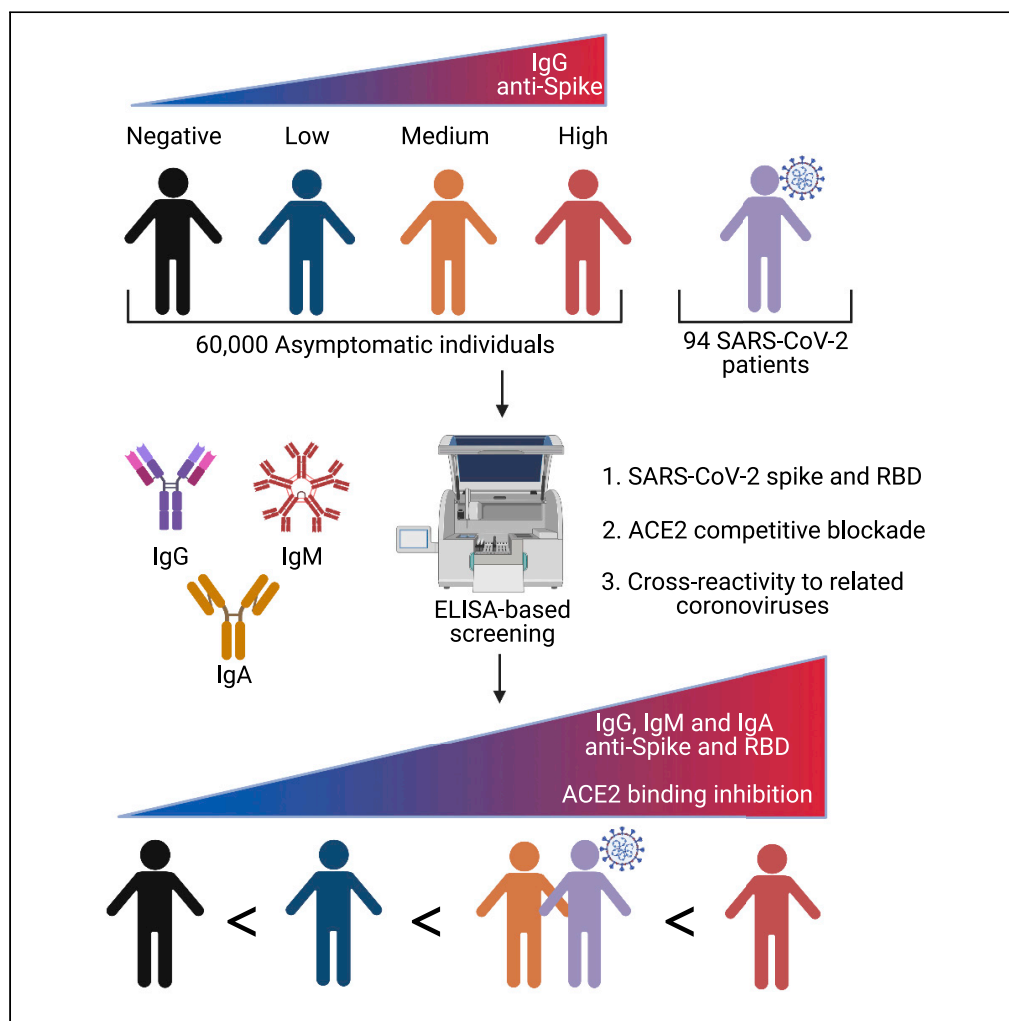 IgG
anti-Spike
Negative Low Medium High
60,000 Asymptomatic individuals
94 SARS-CoV-2
patients
IgG IgM
IgA
ELISA-based
screening
1. SARS-CoV-2 spike and RBD
2. ACE2 competitive blockade
3. Cross-reactivity to related
coronoviruses
IgG, IgM and IgA
anti-Spike and RBD
ACE2 binding inhibition
< < <